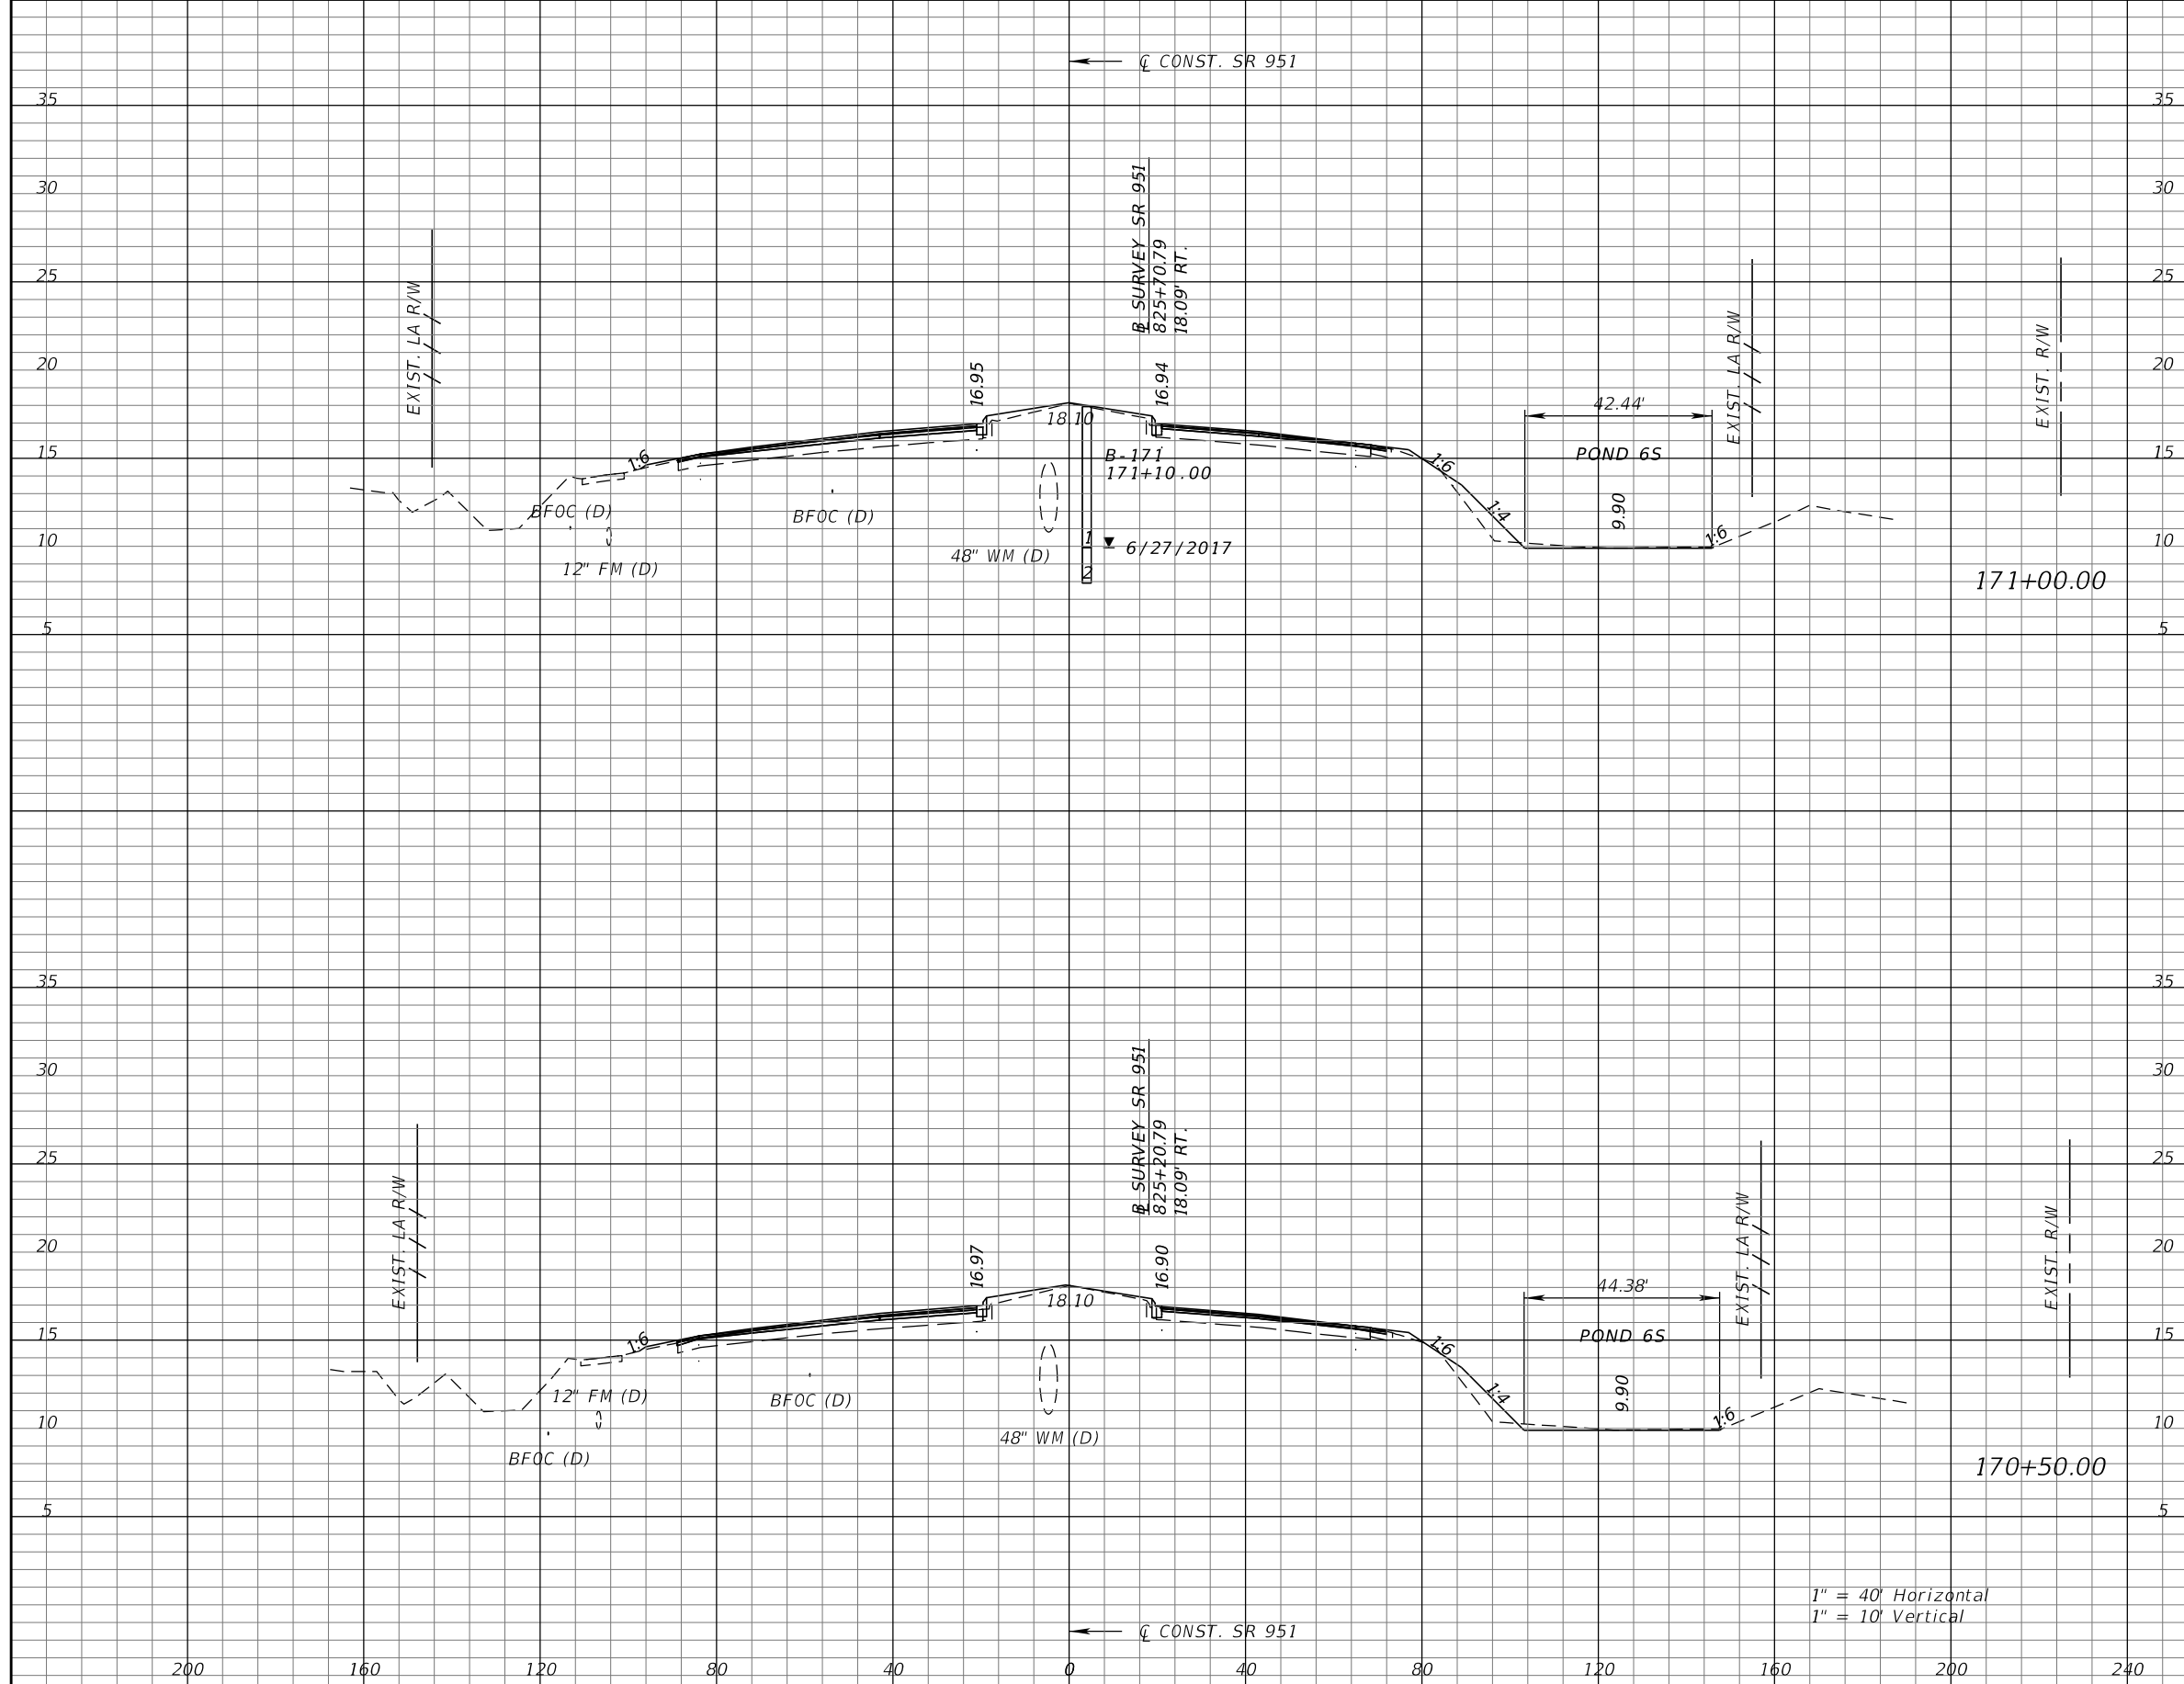 ℄ CONST. SR 951
35 35
30 30
25 25
20 20
15 15
10 10
5 5
EXIST. LA R/W
℄ SURVEY SR 951
825+70.79
18.09' RT.
EXIST. LA R/W
EXIST. R/W
16.95
16.94
18.10
42.44'
POND 6S
9.90
1:6
1:6
1:4
1:6
B-171
171+10.00
BFOC (D)
BFOC (D)
12" FM (D)
48" WM (D)
1
2
6/27/2017
171+00.00
35 35
30 30
25 25
20 20
15 15
10 10
5 5
EXIST. LA R/W
SURVEY SR 951
825+20.79
18.09' RT.
EXIST. LA R/W
EXIST. R/W
16.97
16.90
18.10
44.38'
POND 6S
9.90
1:6
1:6
1:4
1:6
12" FM (D)
BFOC (D)
BFOC (D)
48" WM (D)
170+50.00
1" = 40' Horizontal
1" = 10' Vertical
℄ CONST. SR 951
200 160 120 80 40 0 40 80 120 160 200 240